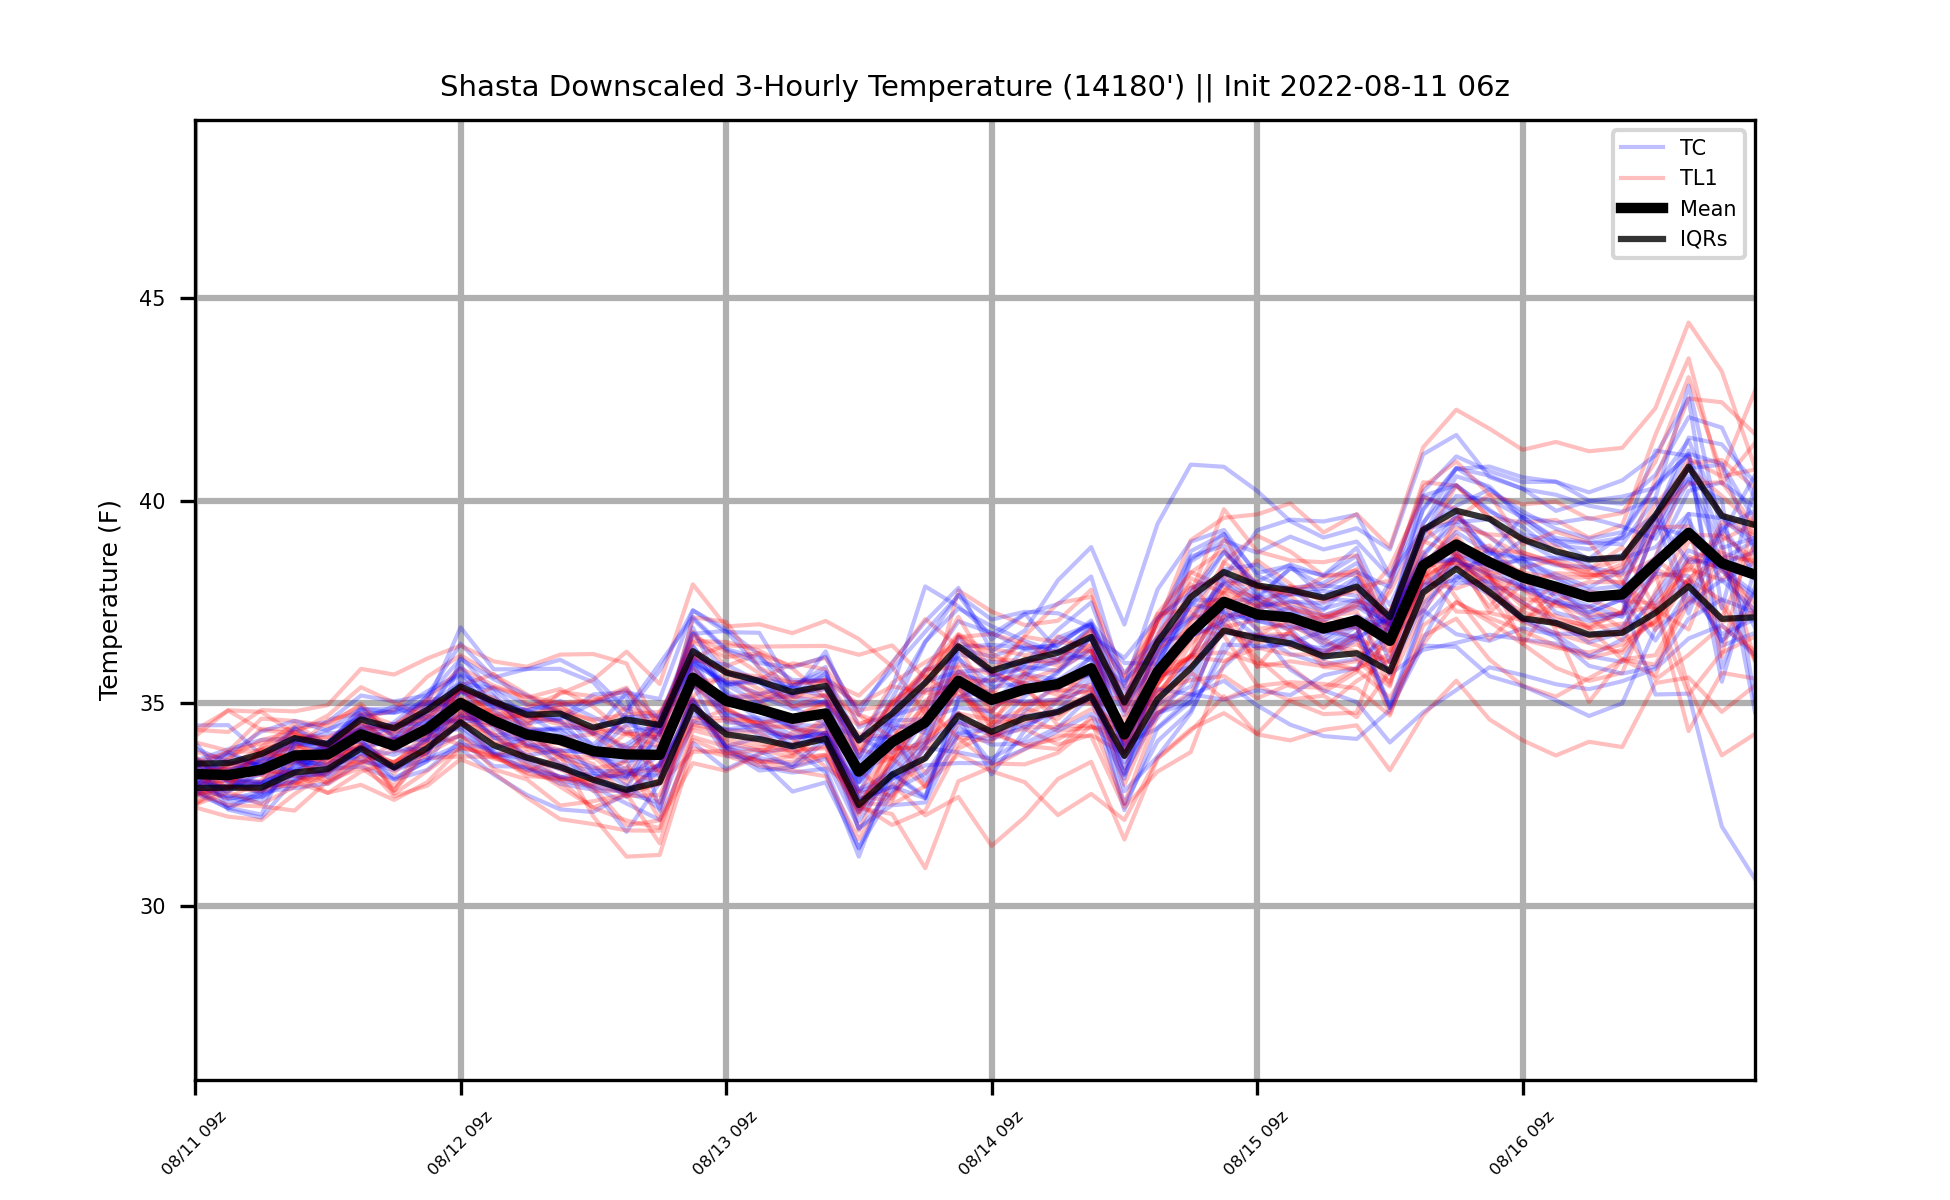 Shasta Downscaled 3-Hourly Temperature (14180') || Init 2022-08-11 06z
TC
TL1
Mean
IQRs
Temperature (F)
45
40
35
30
08/11 09z
08/12 09z
08/13 09z
08/14 09z
08/15 09z
08/16 09z